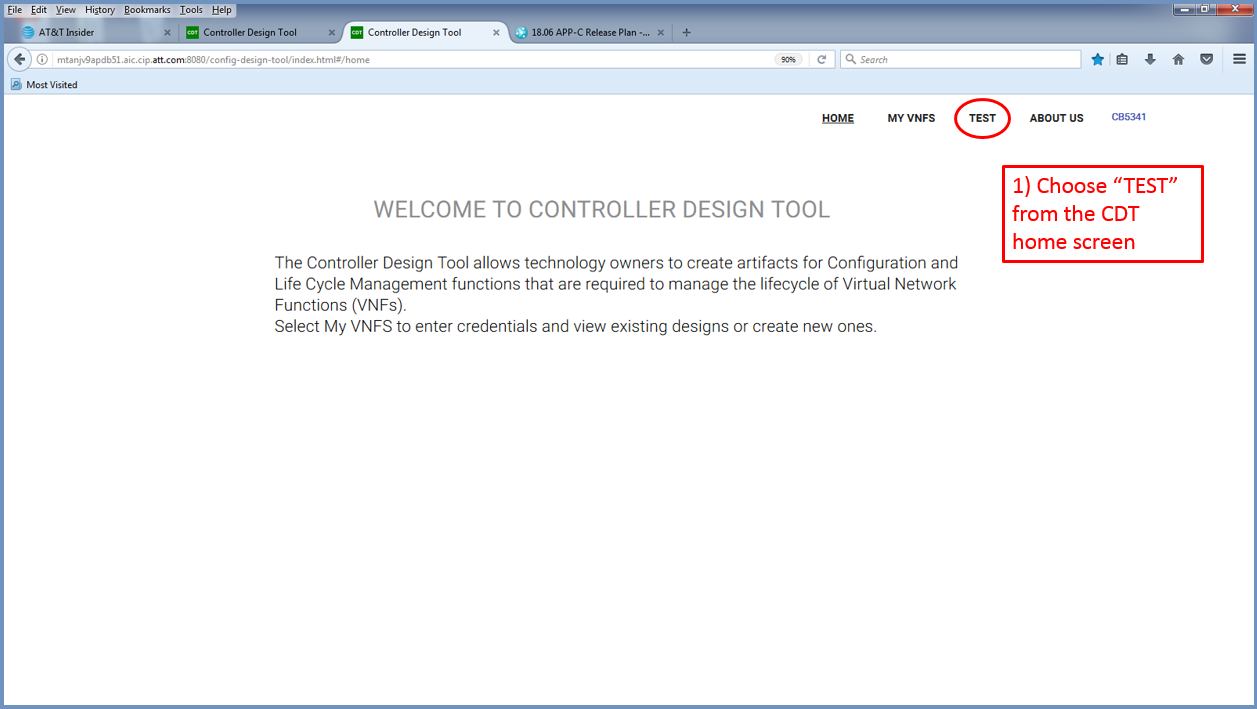 File Edit View History Bookmarks Tools Help
AT&T Insider
CDT Controller Design Tool
CDT Controller Design Tool
18.06 APP-C Release Plan -...
mtanjv9apdb51.aic.cip.att.com:8080/config-design-tool/index.html#/home
90%
Search
Most Visited
HOME MY VNFS TEST ABOUT US CB5341
1) Choose “TEST”
from the CDT
home screen
WELCOME TO CONTROLLER DESIGN TOOL
The Controller Design Tool allows technology owners to create artifacts for Configuration and
Life Cycle Management functions that are required to manage the lifecycle of Virtual Network
Functions (VNFs).
Select My VNFS to enter credentials and view existing designs or create new ones.